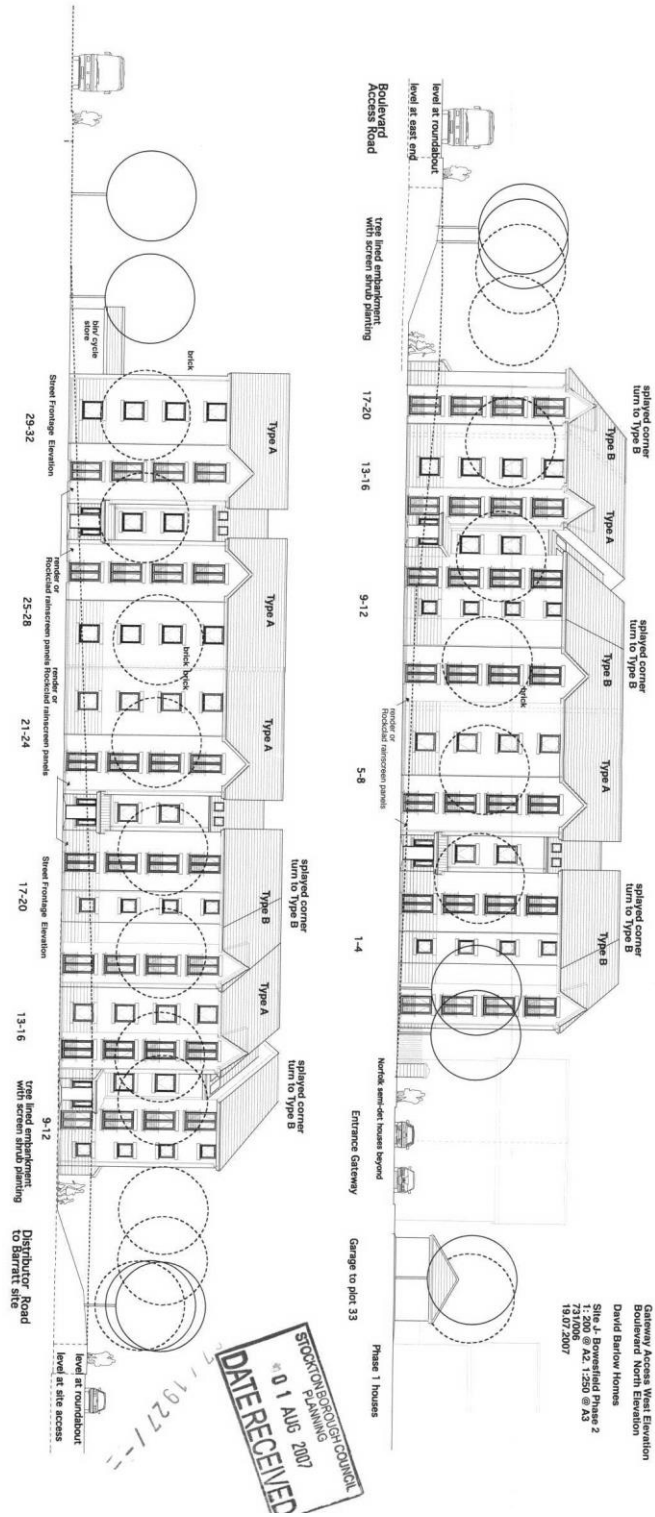 Gateway Access West Elevation
Boulevard North Elevation
David Barlow Homes
Site J- Bowesfield Phase 2
1: 200 @ A2, 1:250 @ A3
731/006
19.07.2007
level at roundabout
level at east end
Boulevard
Access Road
tree lined embankment
with screen shrub planting
splayed corner
turn to Type B
Type B
Type A
splayed corner
turn to Type B
Type B
Type A
splayed corner
turn to Type B
Type B
brick
render or
Rockclad rainscreen panels
17-20
13-16
9-12
5-8
1-4
Norfolk semi-det houses beyond
Entrance Gateway
Garage to plot 33
Phase 1 houses
bin/ cycle
store
brick
Type A
Type A
Type A
brick brick
splayed corner
turn to Type B
Type B
Type A
splayed corner
turn to Type B
Street Frontage Elevation
29-32
render or
Rockclad rainscreen panels
25-28
render or
Rockclad rainscreen panels
21-24
Street Frontage Elevation
17-20
13-16
9-12
tree lined embankment
with screen shrub planting
Distributor Road
to Barratt site
level at roundabout
level at site access
STOCKTON BOROUGH COUNCIL
PLANNING
01 AUG 2007
DATE RECEIVED